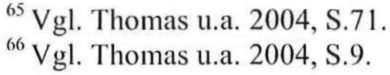 65 Vgl. Thomas u.a. 2004, S.71.
66 Vgl. Thomas u.a. 2004, S.9.